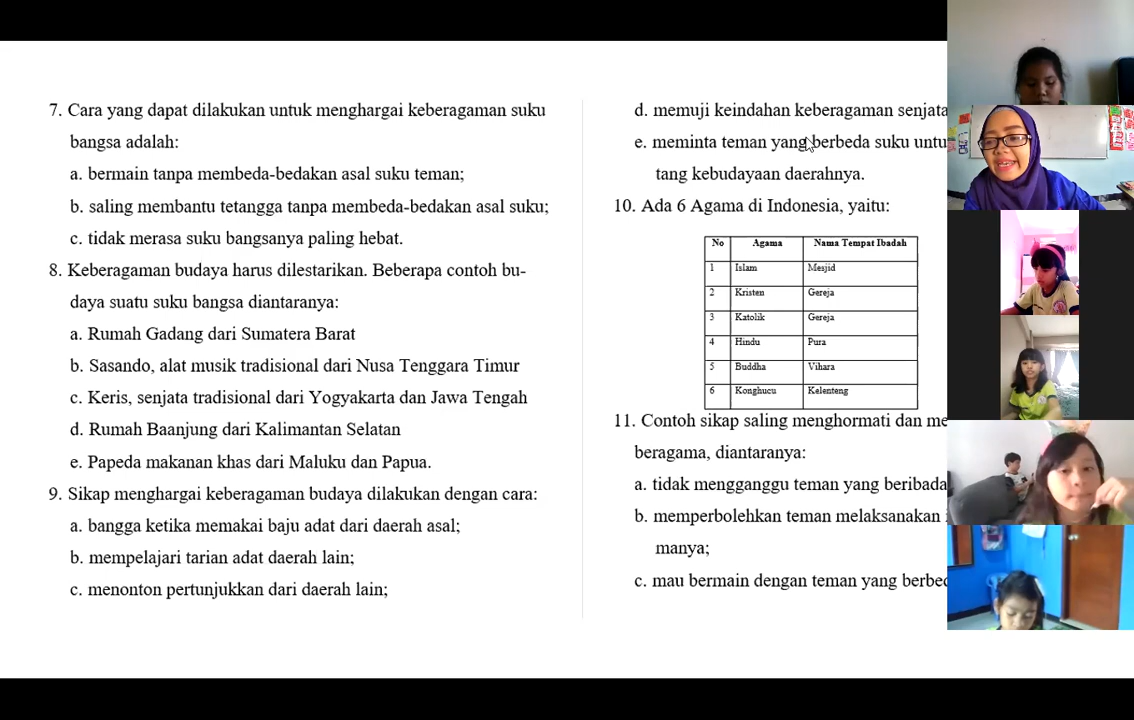 7. Cara yang dapat dilakukan untuk menghargai keberagaman suku
bangsa adalah:
a. bermain tanpa membeda-bedakan asal suku teman;
b. saling membantu tetangga tanpa membeda-bedakan asal suku;
c. tidak merasa suku bangsanya paling hebat.
8. Keberagaman budaya harus dilestarikan. Beberapa contoh bu-
daya suatu suku bangsa diantaranya:
a. Rumah Gadang dari Sumatera Barat
b. Sasando, alat musik tradisional dari Nusa Tenggara Timur
c. Keris, senjata tradisional dari Yogyakarta dan Jawa Tengah
d. Rumah Baanjung dari Kalimantan Selatan
e. Papeda makanan khas dari Maluku dan Papua.
9. Sikap menghargai keberagaman budaya dilakukan dengan cara:
a. bangga ketika memakai baju adat dari daerah asal;
b. mempelajari tarian adat daerah lain;
c. menonton pertunjukkan dari daerah lain;
d. memuji keindahan keberagaman senjata
e. meminta teman yang berbeda suku untu
tang kebudayaan daerahnya.
10. Ada 6 Agama di Indonesia, yaitu:
No Agama Nama Tempat Ibadah
1 Islam Mesjid
2 Kristen Gereja
3 Katolik Gereja
4 Hindu Pura
5 Buddha Vihara
6 Konghucu Kelenteng
11. Contoh sikap saling menghormati dan me
beragama, diantaranya:
a. tidak mengganggu teman yang beribada
b. memperbolehkan teman melaksanakan
manya;
c. mau bermain dengan teman yang berbed